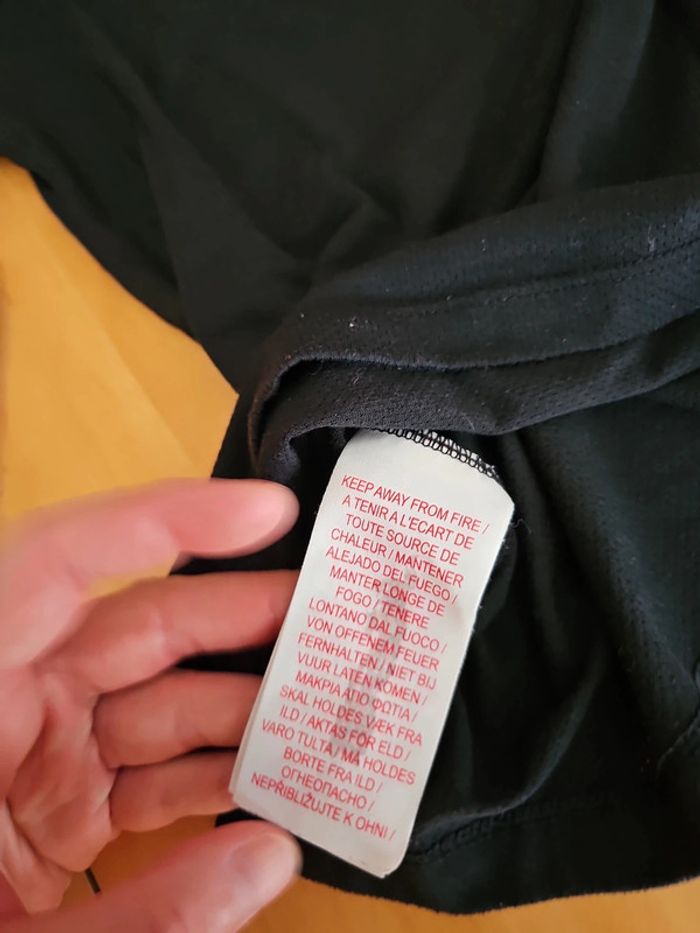 KEEP AWAY FROM FIRE /
A TENIR A L'ECART DE
TOUTE SOURCE DE
CHALEUR / MANTENER
ALEJADO DEL FUEGO /
MANTER LONGE DE
FOGO / TENERE
LONTANO DAL FUOCO /
VON OFFENEM FEUER
FERNHALTEN / NIET BIJ
VUUR LATEN KOMEN /
ΜΑΚΡΙΑ ΑΠΟ ΦΩΤΙΑ /
SKAL HOLDES VÆK FRA
ILD / AKTAS FÖR ELD /
VARO TULTA / MÅ HOLDES
BORTE FRA ILD /
ОГНЕОПАСНО /
NEPŘIBLIŽUJTE K OHNI /